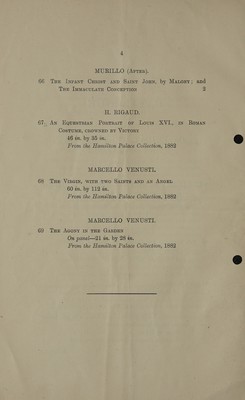 4
MURILLO (AFTER).
66 THE INFANT CHRIST AND SAINT JOHN, by MALONY; and
THE IMMACULATE CONCEPTION 2
H. RIGAUD.
67 AN EQUESTRIAN PORTRAIT OF LOUIS XVI., IN ROMAN
COSTUME, CROWNED BY VICTORY
46 in. by 35 in.
From the Hamilton Palace Collection, 1882
MARCELLO VENUSTI.
68 THE VIRGIN, WITH TWO SAINTS AND AN ANGEL
60 in. by 112 in.
From the Hamilton Palace Collection, 1882
MARCELLO VENUSTI.
69 THE AGONY IN THE GARDEN
On panel—21 in. by 28 in.
From the Hamilton Palace Collection, 1882